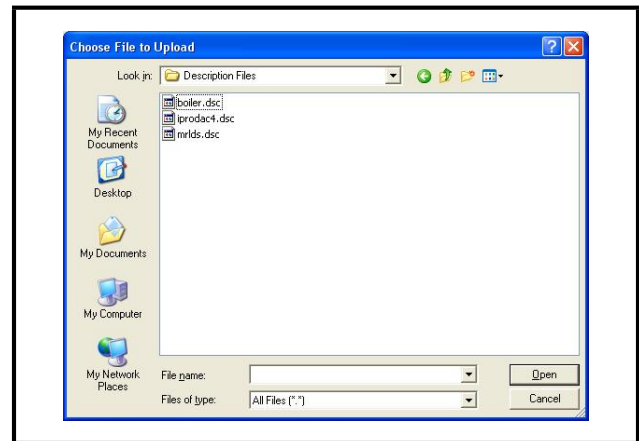 Choose File to Upload
Look in:
Description Files
boiler.dsc
iprodac4.dsc
mrlds.dsc
My Recent
Documents
Desktop
My Documents
My Computer
My Network
Places
File name:
Open
Files of type:
All Files (*.*)
Cancel